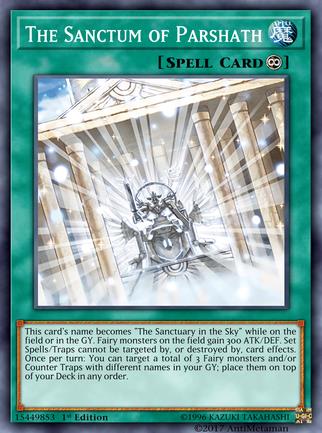 The Sanctum of Parshath
[Spell Card]
This card's name becomes "The Sanctuary in the Sky" while on the
field or in the GY. Fairy monsters on the field gain 300 ATK/DEF. Set
Spells/Traps cannot be targeted by, or destroyed by, card effects.
Once per turn: You can target a total of 3 Fairy monsters and/or
Counter Traps with different names in your GY; place them on
top of your Deck in any order.
15449853 1st Edition ©1996 KAZUKI TAKAHASHI
©2017 AntiMetaman